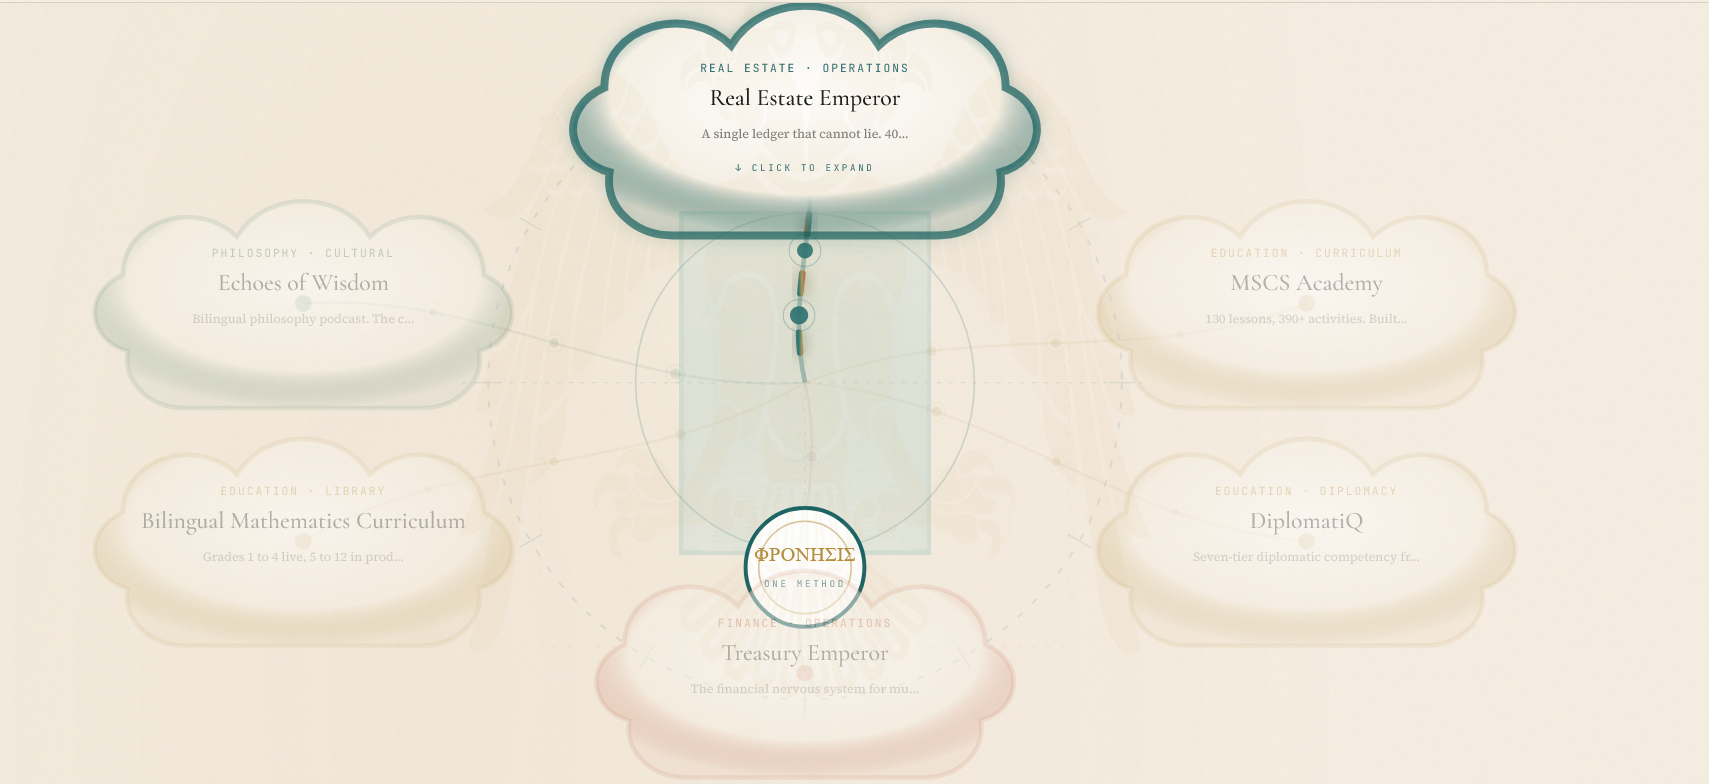 REAL ESTATE · OPERATIONS
Real Estate Emperor
A single ledger that cannot lie. 40...
↓ CLICK TO EXPAND
PHILOSOPHY · CULTURAL
Echoes of Wisdom
Bilingual philosophy podcast. The c...
EDUCATION · CURRICULUM
MSCS Academy
130 lessons, 390+ activities. Built...
EDUCATION · LIBRARY
Bilingual Mathematics Curriculum
Grades 1 to 4 live, 5 to 12 in prod...
EDUCATION · DIPLOMACY
DiplomatiQ
Seven-tier diplomatic competency fr...
ΦΡΟΝΗΣΙΣ
ONE METHOD
FINANCE · OPERATIONS
Treasury Emperor
The financial nervous system for mu...